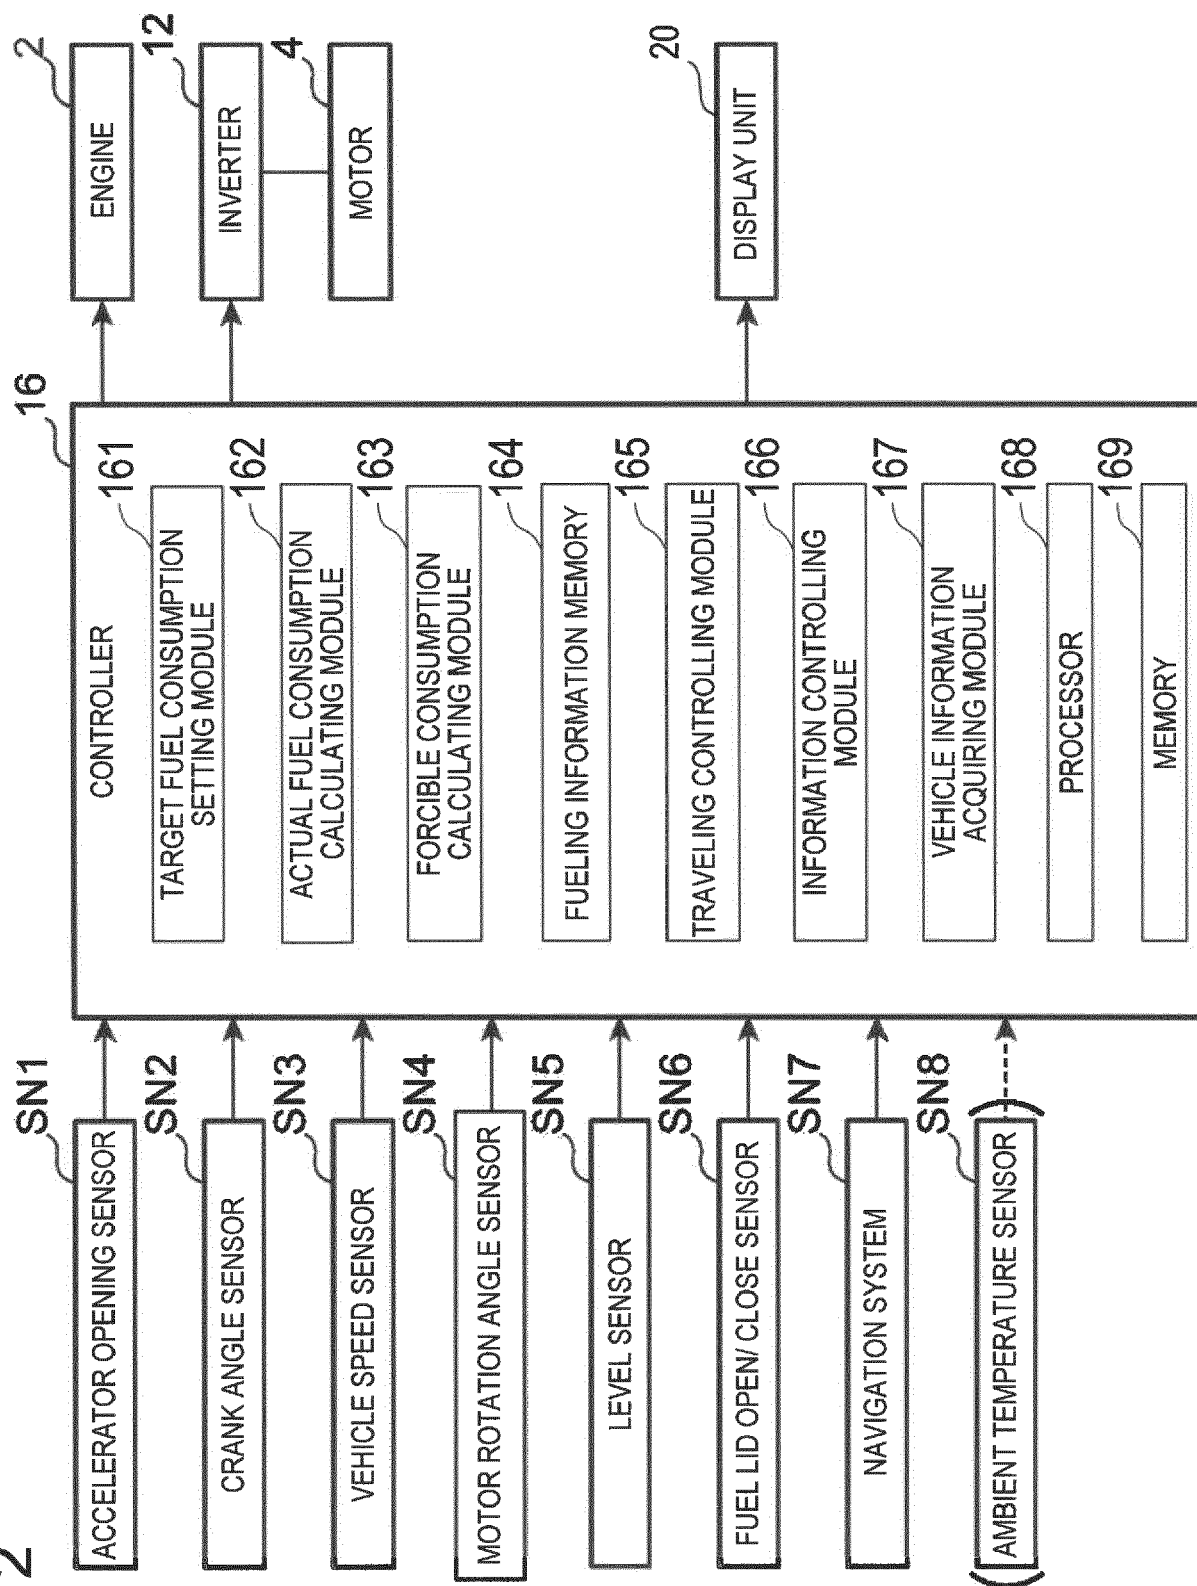 2
SN1
ACCELERATOR OPENING SENSOR
SN2
CRANK ANGLE SENSOR
SN3
VEHICLE SPEED SENSOR
SN4
MOTOR ROTATION ANGLE SENSOR
SN5
LEVEL SENSOR
SN6
FUEL LID OPEN/ CLOSE SENSOR
SN7
NAVIGATION SYSTEM
SN8
(AMBIENT TEMPERATURE SENSOR)
16
CONTROLLER
161
TARGET FUEL CONSUMPTION
SETTING MODULE
162
ACTUAL FUEL CONSUMPTION
CALCULATING MODULE
163
FORCIBLE CONSUMPTION
CALCULATING MODULE
164
FUELING INFORMATION MEMORY
165
TRAVELING CONTROLLING MODULE
166
INFORMATION CONTROLLING
MODULE
167
VEHICLE INFORMATION
ACQUIRING MODULE
168
PROCESSOR
169
MEMORY
2
ENGINE
12
INVERTER
4
MOTOR
20
DISPLAY UNIT